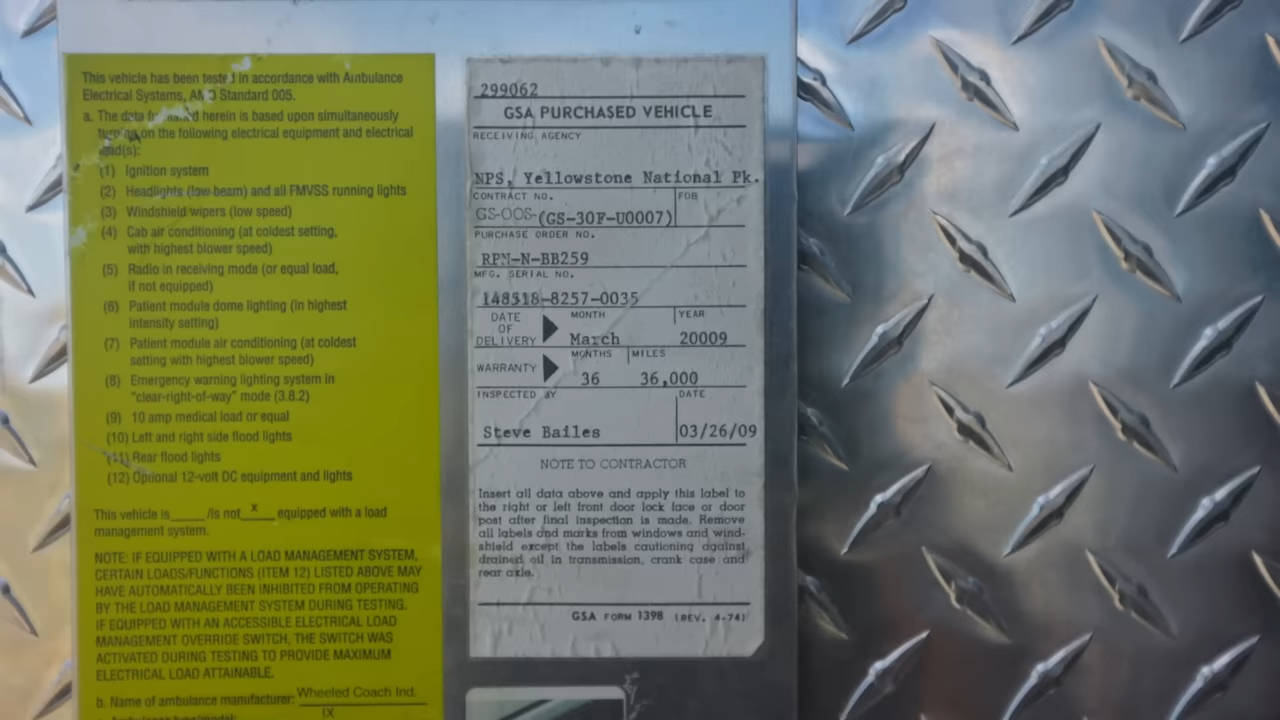 This vehicle has been tested in accordance with Ambulance
Electrical Systems, AMD Standard 005.
a. The data herein is based upon simultaneously
turning on the following electrical equipment and electrical
load(s):
(1) Ignition system
(2) Headlights (low-beam) and all FMVSS running lights
(3) Windshield wipers (low speed)
(4) Cab air conditioning (at coldest setting,
with highest blower speed)
(5) Radio in receiving mode (or equal load,
if not equipped)
(6) Patient module dome lighting (in highest
intensity setting)
(7) Patient module air conditioning (at coldest
setting with highest blower speed)
(8) Emergency warning lighting system in
"clear-right-of-way" mode (3.8.2)
(9) 10 amp medical load or equal
(10) Left and right side flood lights
(11) Rear flood lights
(12) Optional 12-volt DC equipment and lights
This vehicle is____ /is not__x__ equipped with a load
management system.
NOTE: IF EQUIPPED WITH A LOAD MANAGEMENT SYSTEM,
CERTAIN LOADS/FUNCTIONS (ITEM 12) LISTED ABOVE MAY
HAVE AUTOMATICALLY BEEN INHIBITED FROM OPERATING
BY THE LOAD MANAGEMENT SYSTEM DURING TESTING.
IF EQUIPPED WITH AN ACCESSIBLE ELECTRICAL LOAD
MANAGEMENT OVERRIDE SWITCH, THE SWITCH WAS
ACTIVATED DURING TESTING TO PROVIDE MAXIMUM
ELECTRICAL LOAD ATTAINABLE.
b. Name of ambulance manufacturer: Wheeled Coach Ind.
IX
299062
GSA PURCHASED VEHICLE
RECEIVING AGENCY
NPS, Yellowstone National Pk.
CONTRACT NO. FOB
GS-OOS-(GS-30F-U0007)
PURCHASE ORDER NO.
RPM-N-BB259
MFG. SERIAL NO.
148518-8257-0035
DATE OF DELIVERY MONTH YEAR
March 20009
WARRANTY MONTHS MILES
36 36,000
INSPECTED BY DATE
Steve Bailes 03/26/09
NOTE TO CONTRACTOR
Insert all data above and apply this label to
the right or left front door lock face or door
post after final inspection is made. Remove
all labels and marks from windows and wind-
shield except the labels cautioning against
drained oil in transmission, crank case and
rear axle.
GSA FORM 1398 (REV. 4-74)